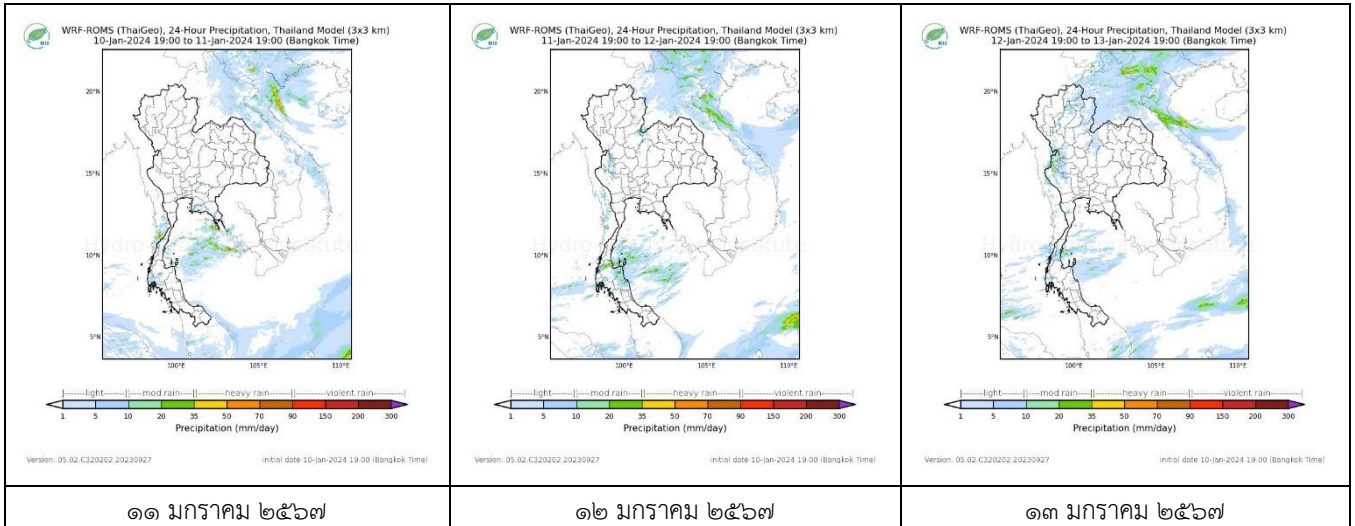 WRF-ROMS (ThaiGeo), 24-Hour Precipitation, Thailand Model (3x3 km)
10-Jan-2024 19:00 to 11-Jan-2024 19:00 (Bangkok Time)
HII
20°N
15°N
10°N
5°N
100°E 105°E 110°E
light mod rain heavy rain violent rain
1 5 10 20 35 50 70 90 150 200 300
Precipitation (mm/day)
Version: 05.02.C320202.20230927 initial date 10-Jan-2024 19:00 (Bangkok Time)
๑๑ มกราคม ๒๕๖๗
WRF-ROMS (ThaiGeo), 24-Hour Precipitation, Thailand Model (3x3 km)
11-Jan-2024 19:00 to 12-Jan-2024 19:00 (Bangkok Time)
HII
20°N
15°N
10°N
5°N
100°E 105°E 110°E
light mod rain heavy rain violent rain
1 5 10 20 35 50 70 90 150 200 300
Precipitation (mm/day)
Version: 05.02.C320202.20230927 initial date 10-Jan-2024 19:00 (Bangkok Time)
๑๒ มกราคม ๒๕๖๗
WRF-ROMS (ThaiGeo), 24-Hour Precipitation, Thailand Model (3x3 km)
12-Jan-2024 19:00 to 13-Jan-2024 19:00 (Bangkok Time)
HII
20°N
15°N
10°N
5°N
100°E 105°E 110°E
light mod rain heavy rain violent rain
1 5 10 20 35 50 70 90 150 200 300
Precipitation (mm/day)
Version: 05.02.C320202.20230927 initial date 10-Jan-2024 19:00 (Bangkok Time)
๑๓ มกราคม ๒๕๖๗